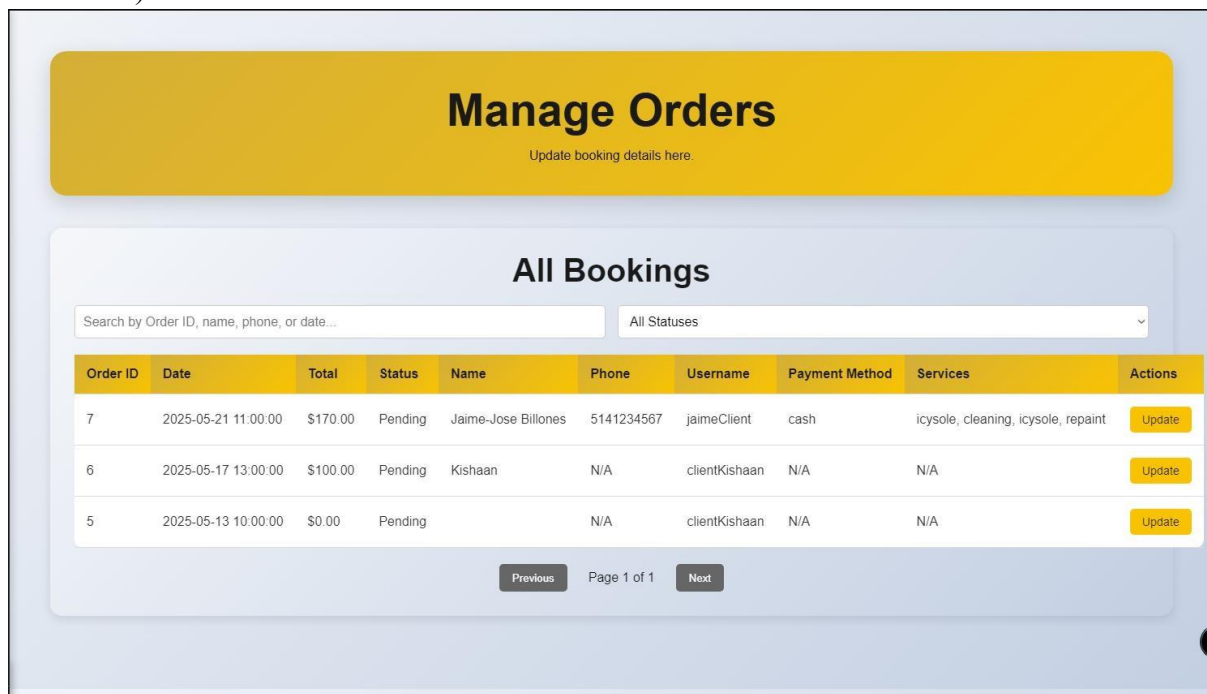 Manage Orders
Update booking details here.
All Bookings
Search by Order ID, name, phone, or date... All Statuses
Order ID Date Total Status Name Phone Username Payment Method Services Actions
7 2025-05-21 11:00:00 $170.00 Pending Jaime-Jose Billones 5141234567 jaimeClient cash icysole, cleaning, icysole, repaint Update
6 2025-05-17 13:00:00 $100.00 Pending Kishaan N/A clientKishaan N/A N/A Update
5 2025-05-13 10:00:00 $0.00 Pending N/A clientKishaan N/A N/A Update
Previous Page 1 of 1 Next